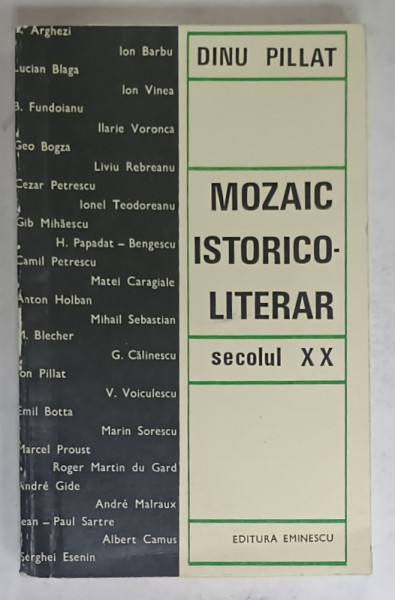 T. Arghezi
Ion Barbu
Lucian Blaga
Ion Vinea
B. Fundoianu
Ilarie Voronca
Geo Bogza
Liviu Rebreanu
Cezar Petrescu
Ionel Teodoreanu
Gib Mihăescu
H. Papadat – Bengescu
Camil Petrescu
Matei Caragiale
Anton Holban
Mihail Sebastian
M. Blecher
G. Călinescu
Ion Pillat
V. Voiculescu
Emil Botta
Marin Sorescu
Marcel Proust
Roger Martin du Gard
André Gide
André Malraux
Jean – Paul Sartre
Albert Camus
Serghei Esenin
DINU PILLAT
MOZAIC
ISTORICO-
LITERAR
secolul XX
EDITURA EMINESCU